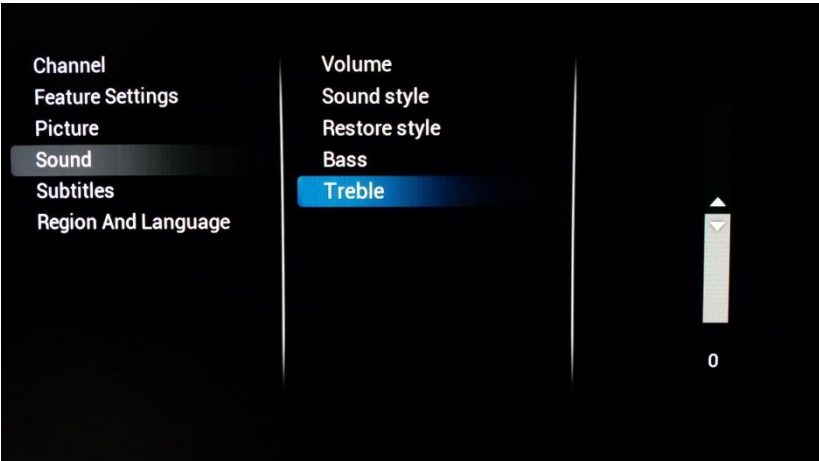 Channel
Feature Settings
Picture
Sound
Subtitles
Region And Language
Volume
Sound style
Restore style
Bass
Treble
0